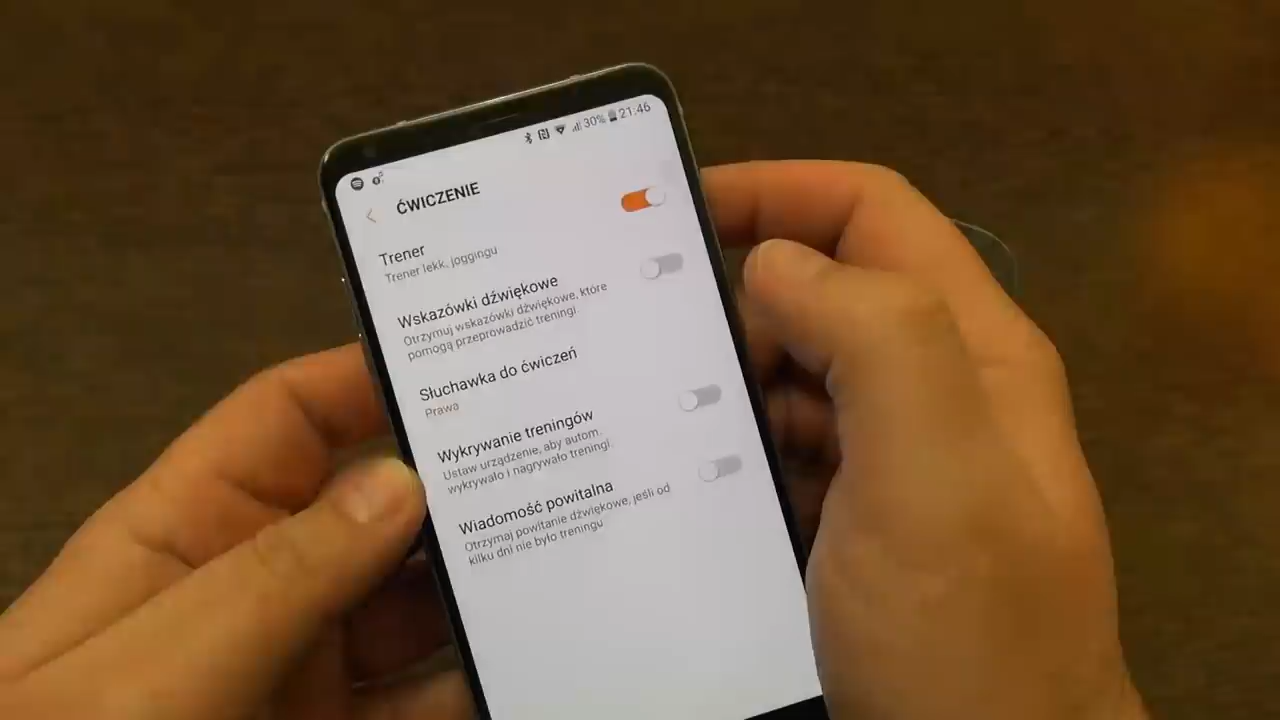 30% 21:46
ĆWICZENIE
Trener
Trener lekk. joggingu
Wskazówki dźwiękowe
Otrzymuj wskazówki dźwiękowe, które
pomogą przeprowadzić treningi.
Słuchawka do ćwiczeń
Prawa
Wykrywanie treningów
Ustaw urządzenie, aby autom.
wykrywało i nagrywało treningi.
Wiadomość powitalna
Otrzymaj powitanie dźwiękowe, jeśli od
kilku dni nie było treningu